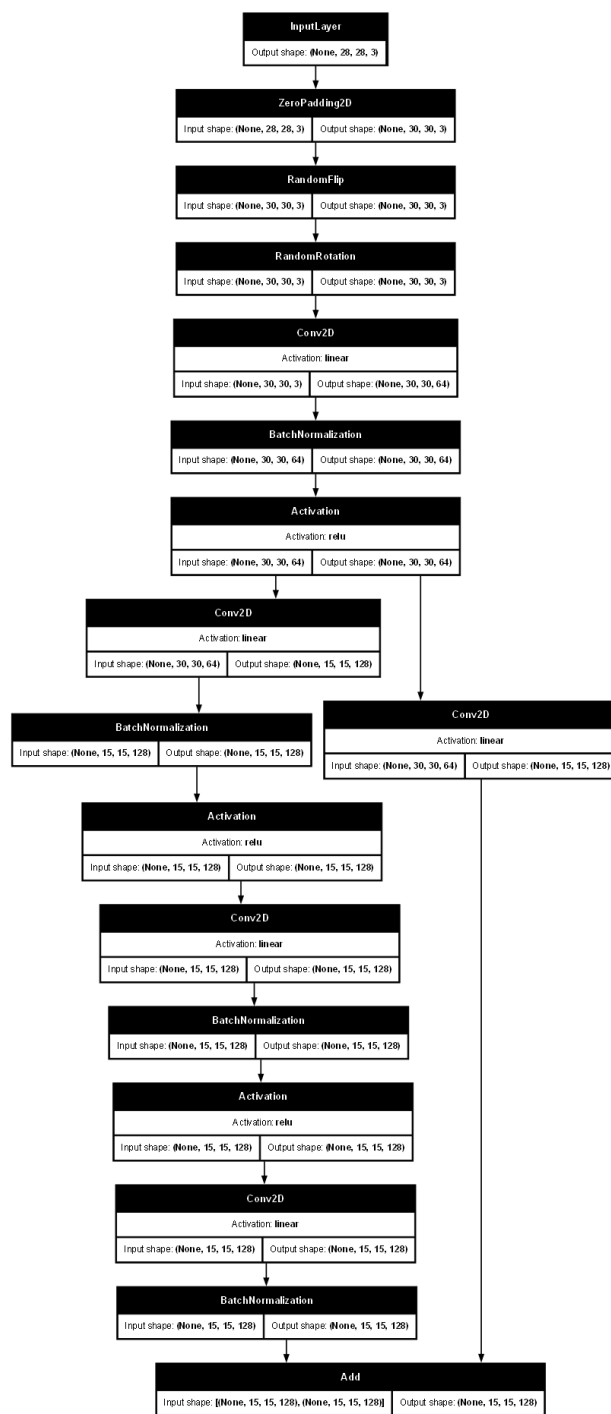 InputLayer
Output shape: (None, 28, 28, 3)
ZeroPadding2D
Input shape: (None, 28, 28, 3) Output shape: (None, 30, 30, 3)
RandomFlip
Input shape: (None, 30, 30, 3) Output shape: (None, 30, 30, 3)
RandomRotation
Input shape: (None, 30, 30, 3) Output shape: (None, 30, 30, 3)
Conv2D
Activation: linear
Input shape: (None, 30, 30, 3) Output shape: (None, 30, 30, 64)
BatchNormalization
Input shape: (None, 30, 30, 64) Output shape: (None, 30, 30, 64)
Activation
Activation: relu
Input shape: (None, 30, 30, 64) Output shape: (None, 30, 30, 64)
Conv2D
Activation: linear
Input shape: (None, 30, 30, 64) Output shape: (None, 15, 15, 128)
BatchNormalization
Input shape: (None, 15, 15, 128) Output shape: (None, 15, 15, 128)
Conv2D
Activation: linear
Input shape: (None, 30, 30, 64) Output shape: (None, 15, 15, 128)
Activation
Activation: relu
Input shape: (None, 15, 15, 128) Output shape: (None, 15, 15, 128)
Conv2D
Activation: linear
Input shape: (None, 15, 15, 128) Output shape: (None, 15, 15, 128)
BatchNormalization
Input shape: (None, 15, 15, 128) Output shape: (None, 15, 15, 128)
Activation
Activation: relu
Input shape: (None, 15, 15, 128) Output shape: (None, 15, 15, 128)
Conv2D
Activation: linear
Input shape: (None, 15, 15, 128) Output shape: (None, 15, 15, 128)
BatchNormalization
Input shape: (None, 15, 15, 128) Output shape: (None, 15, 15, 128)
Add
Input shape: [(None, 15, 15, 128), (None, 15, 15, 128)] Output shape: (None, 15, 15, 128)